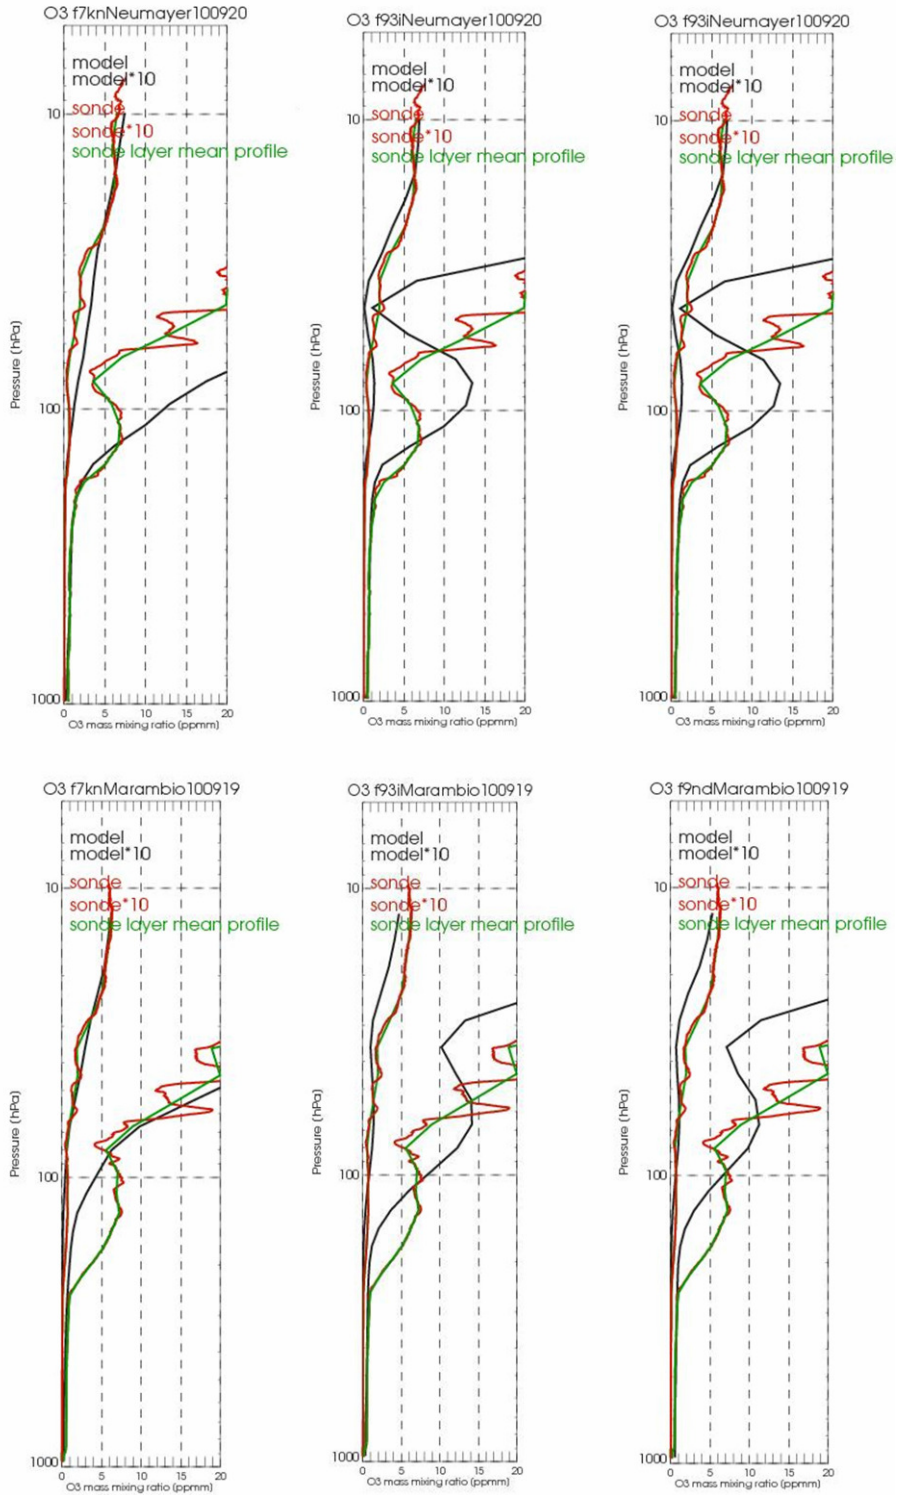 O3 f7knNeumayer100920
model
model*10
sonde
sonde*10
sonde layer mean profile
10
100
1000
Pressure (hPa)
0 5 10 15 20
O3 mass mixing ratio (ppmm)
O3 f93iNeumayer100920
model
model*10
sonde
sonde*10
sonde layer mean profile
10
100
1000
Pressure (hPa)
0 5 10 15 20
O3 mass mixing ratio (ppmm)
O3 f93iNeumayer100920
model
model*10
sonde
sonde*10
sonde layer mean profile
10
100
1000
Pressure (hPa)
0 5 10 15 20
O3 mass mixing ratio (ppmm)
O3 f7knMarambio100919
model
model*10
sonde
sonde*10
sonde layer mean profile
10
100
1000
Pressure (hPa)
0 5 10 15 20
O3 mass mixing ratio (ppmm)
O3 f93iMarambio100919
model
model*10
sonde
sonde*10
sonde layer mean profile
10
100
1000
Pressure (hPa)
0 5 10 15 20
O3 mass mixing ratio (ppmm)
O3 f9ndMarambio100919
model
model*10
sonde
sonde*10
sonde layer mean profile
10
100
1000
Pressure (hPa)
0 5 10 15 20
O3 mass mixing ratio (ppmm)